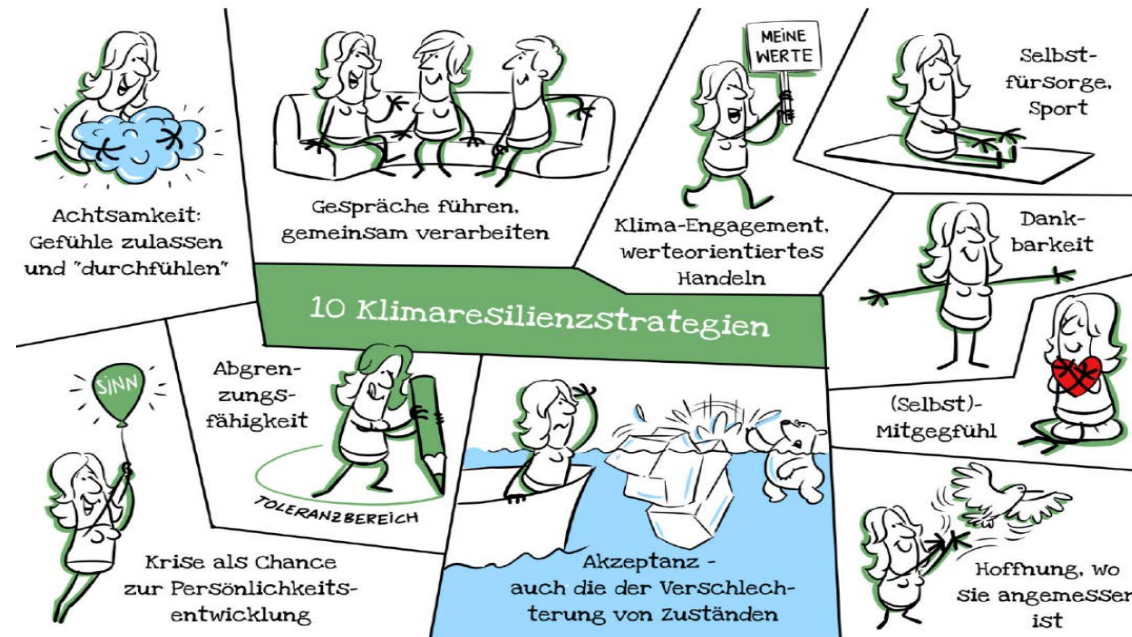 Achtsamkeit:
Gefühle zulassen
und "durchfühlen"
Gespräche führen,
gemeinsam verarbeiten
MEINE
WERTE
Klima-Engagement,
werteorientiertes
Handeln
Selbst-
fürsorge,
Sport
10 Klimaresilienzstrategien
Dank-
barkeit
(Selbst)-
Mitgegfühl
SINN
Krise als Chance
zur Persönlichkeits-
entwicklung
Abgren-
zungs-
fähigkeit
TOLERANZBEREICH
Akzeptanz -
auch die der Verschlech-
terung von Zuständen
Hoffnung, wo
sie angemessen
ist